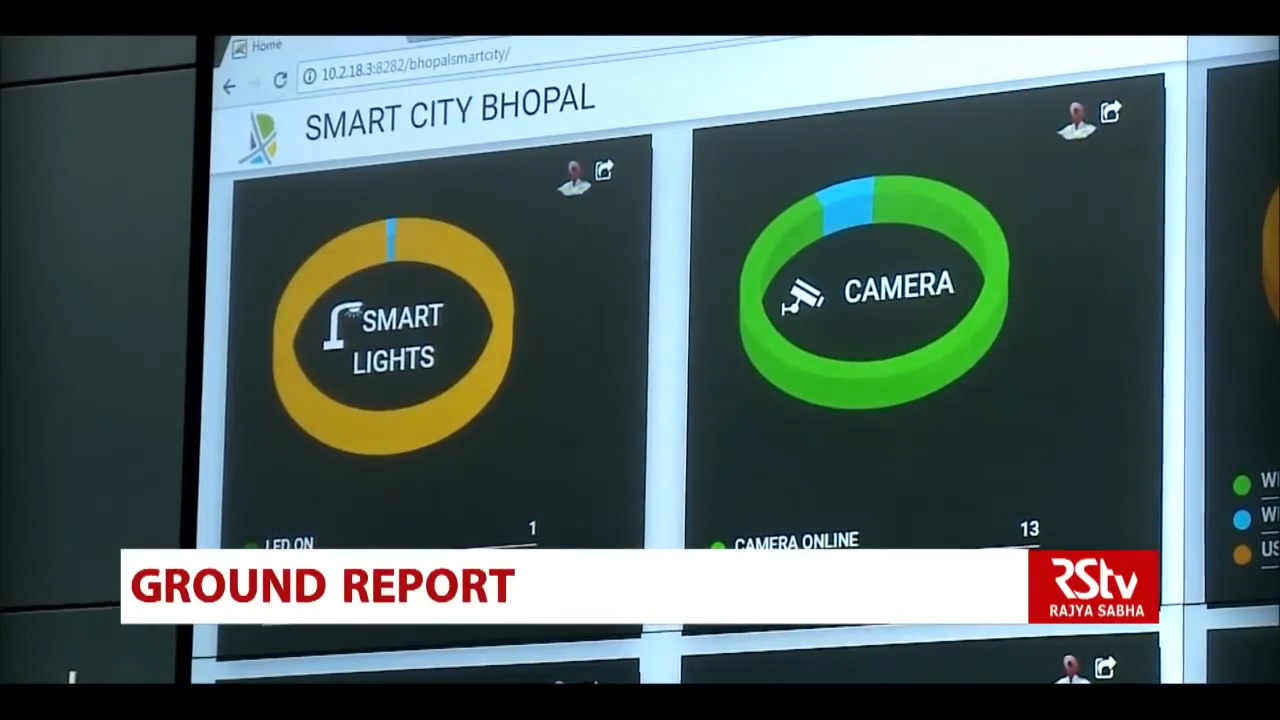 Home
10.2.18.3:8282/bhopalsmartcity/
SMART CITY BHOPAL
SMART
LIGHTS
CAMERA
LED ON 1
CAMERA ONLINE 13
GROUND REPORT
RStv
RAJYA SABHA